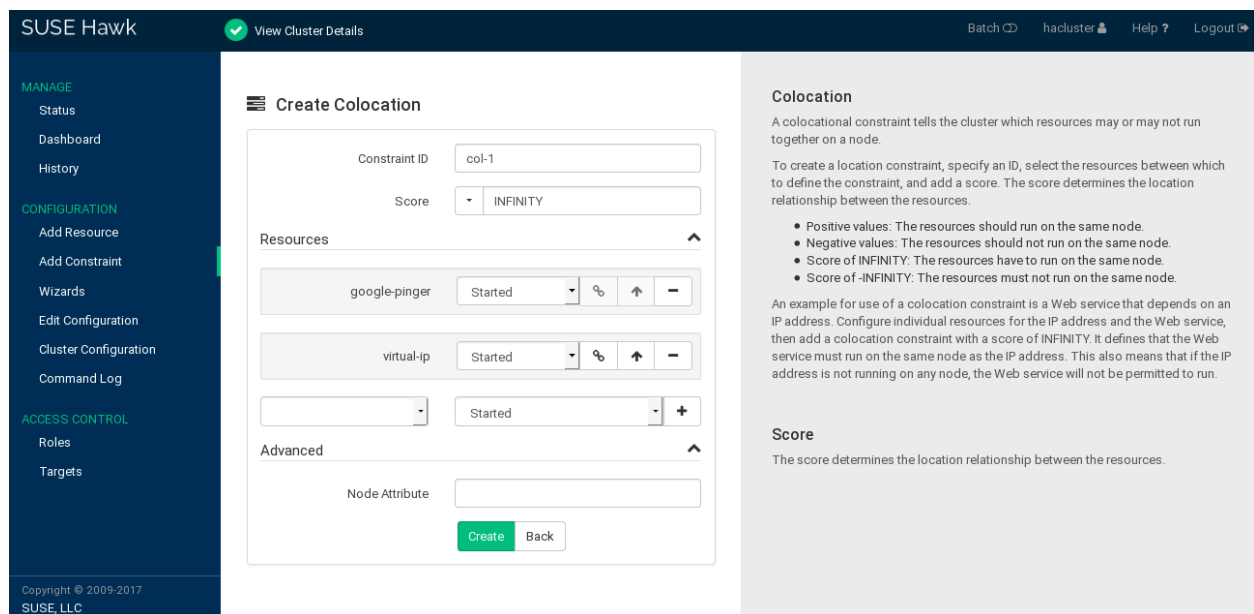 SUSE Hawk
View Cluster Details
Batch
hacluster
Help ?
Logout
MANAGE
Status
Dashboard
History
CONFIGURATION
Add Resource
Add Constraint
Wizards
Edit Configuration
Cluster Configuration
Command Log
ACCESS CONTROL
Roles
Targets
Copyright © 2009-2017
SUSE, LLC
Create Colocation
Constraint ID
col-1
Score
INFINITY
Resources
google-pinger
Started
virtual-ip
Started
Started
Advanced
Node Attribute
Create
Back
Colocation
A colocational constraint tells the cluster which resources may or may not run
together on a node.
To create a location constraint, specify an ID, select the resources between which
to define the constraint, and add a score. The score determines the location
relationship between the resources.
● Positive values: The resources should run on the same node.
● Negative values: The resources should not run on the same node.
● Score of INFINITY: The resources have to run on the same node.
● Score of -INFINITY: The resources must not run on the same node.
An example for use of a colocation constraint is a Web service that depends on an
IP address. Configure individual resources for the IP address and the Web service,
then add a colocation constraint with a score of INFINITY. It defines that the Web
service must run on the same node as the IP address. This also means that if the IP
address is not running on any node, the Web service will not be permitted to run.
Score
The score determines the location relationship between the resources.